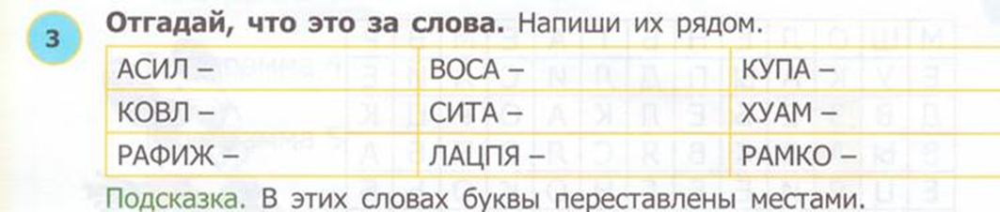 3
Отгадай, что это за слова. Напиши их рядом.
АСИЛ – ВОСА – КУПА –
КОВЛ – СИТА – ХУАМ –
РАФИЖ – ЛАЦПЯ – РАМКО –
Подсказка. В этих словах буквы переставлены местами.